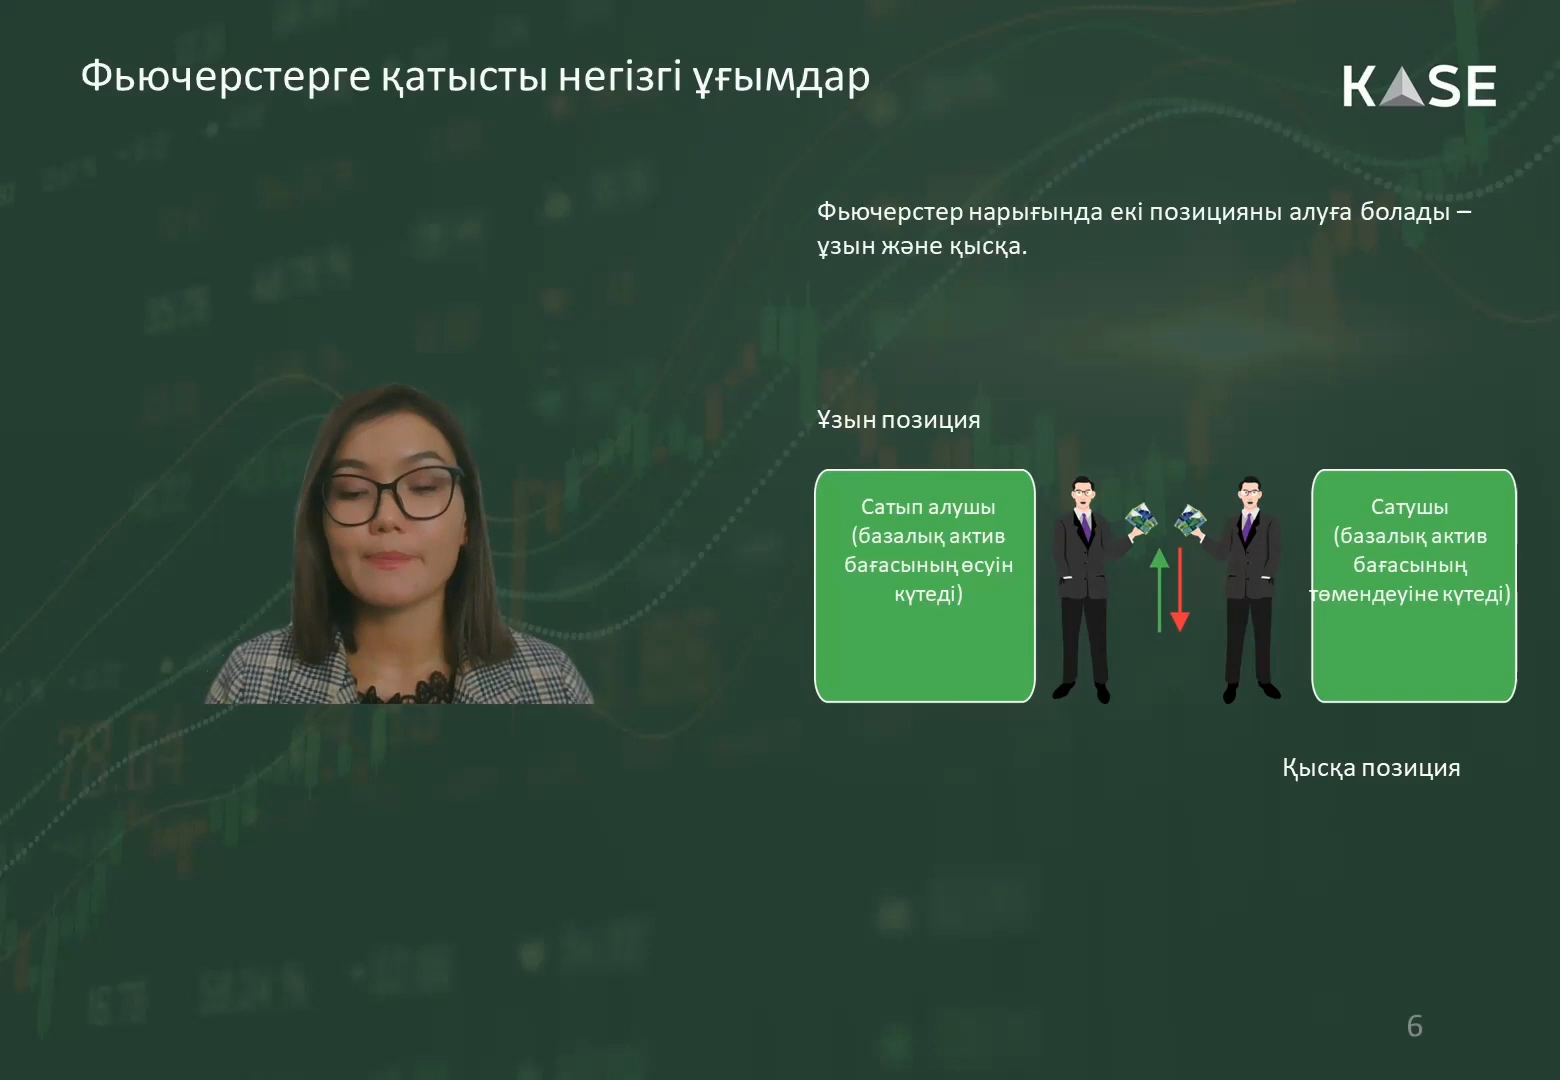 Фьючерстерге қатысты негізгі ұғымдар
KASE
Фьючерстер нарығында екі позицияны алуға болады –
ұзын және қысқа.
Ұзын позиция
Сатып алушы
(базалық актив
бағасының өсуін
күтеді)
Сатушы
(базалық актив
бағасының
төмендеуіне күтеді)
Қысқа позиция
6